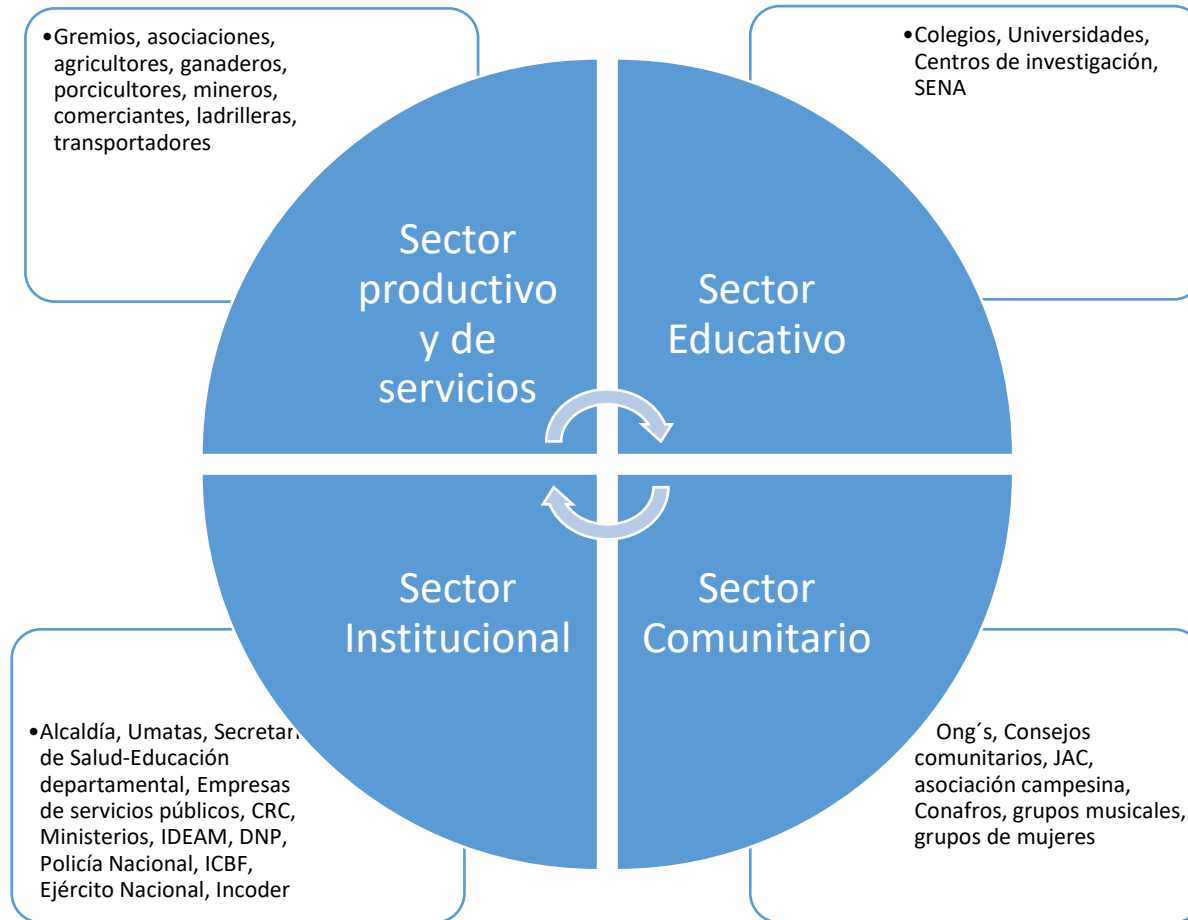 •Gremios, asociaciones,
agricultores, ganaderos,
porcicultores, mineros,
comerciantes, ladrilleras,
transportadores
•Colegios, Universidades,
Centros de investigación,
SENA
Sector
productivo
y de
servicios
Sector
Educativo
Sector
Institucional
Sector
Comunitario
•Alcaldía, Umatas, Secretari
de Salud-Educación
departamental, Empresas
de servicios públicos, CRC,
Ministerios, IDEAM, DNP,
Policía Nacional, ICBF,
Ejército Nacional, Incoder
Ong´s, Consejos
comunitarios, JAC,
asociación campesina,
Conafros, grupos musicales,
grupos de mujeres